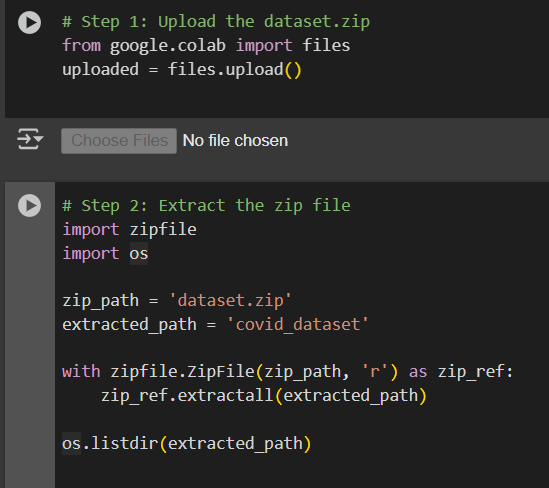 # Step 1: Upload the dataset.zip
from google.colab import files
uploaded = files.upload()
Choose Files No file chosen
# Step 2: Extract the zip file
import zipfile
import os
zip_path = 'dataset.zip'
extracted_path = 'covid_dataset'
with zipfile.ZipFile(zip_path, 'r') as zip_ref:
    zip_ref.extractall(extracted_path)
os.listdir(extracted_path)